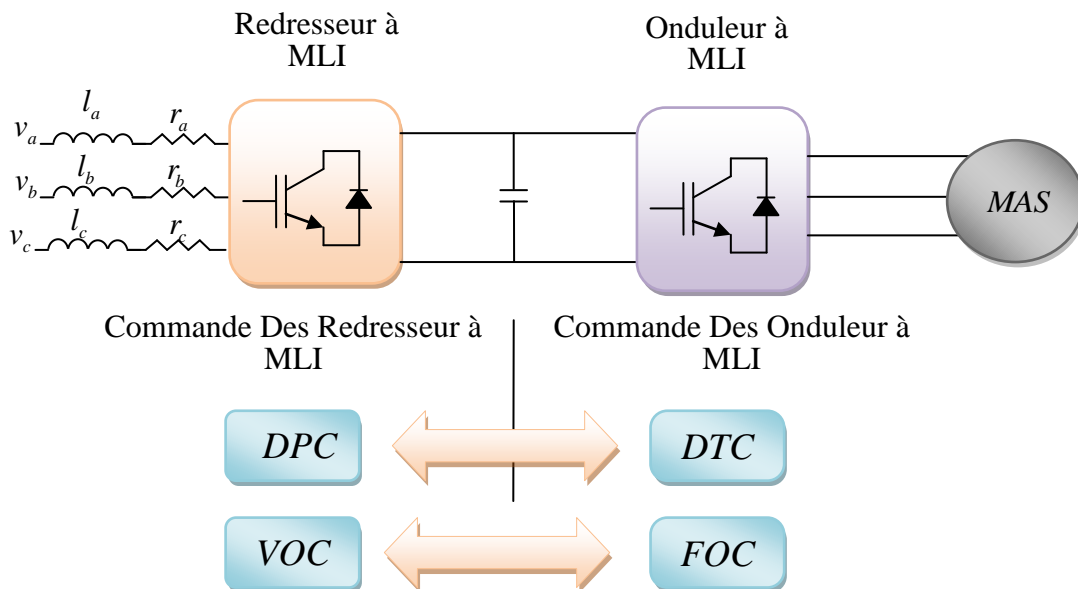 Redresseur à
MLI
Onduleur à
MLI
l_a
r_a
v_a
l_b
r_b
v_b
l_c
r_c
v_c
MAS
Commande Des Redresseur à
MLI
Commande Des Onduleur à
MLI
DPC
DTC
VOC
FOC